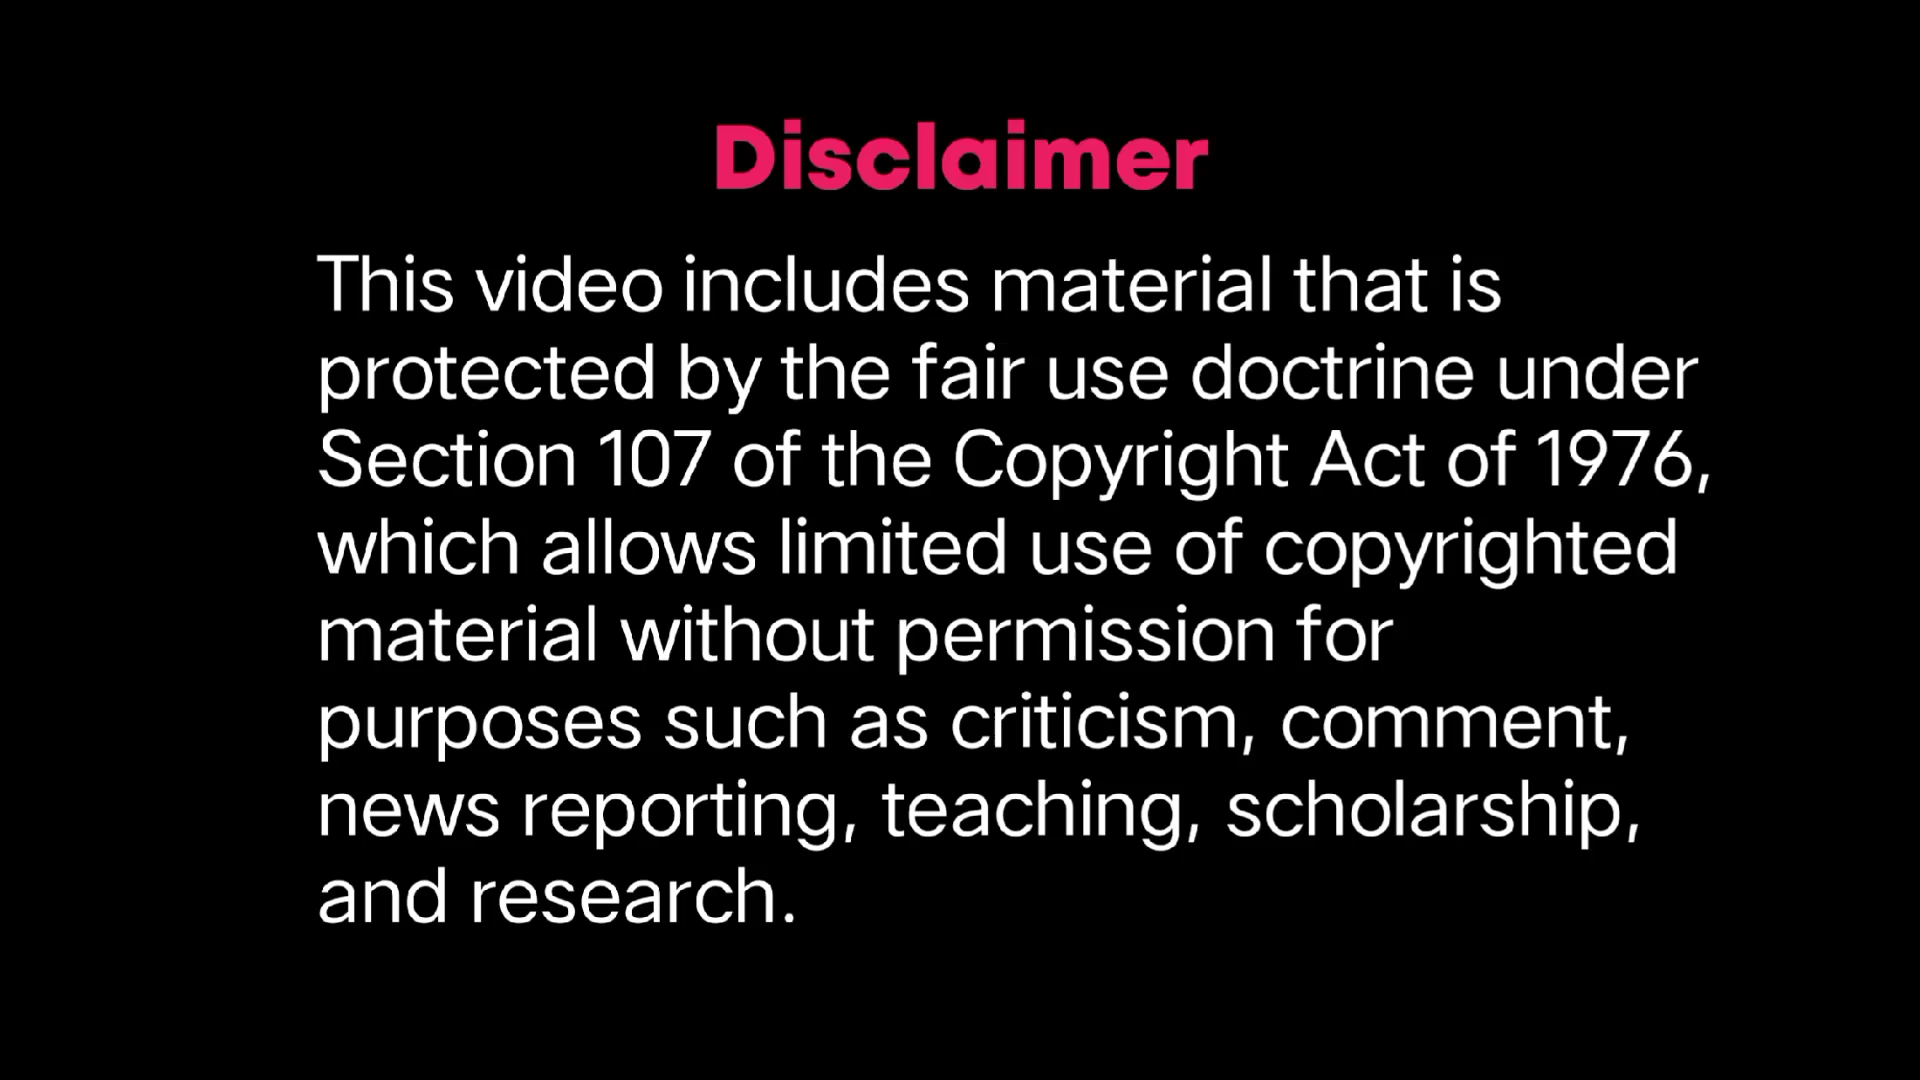 Disclaimer
This video includes material that is
protected by the fair use doctrine under
Section 107 of the Copyright Act of 1976,
which allows limited use of copyrighted
material without permission for
purposes such as criticism, comment,
news reporting, teaching, scholarship,
and research.